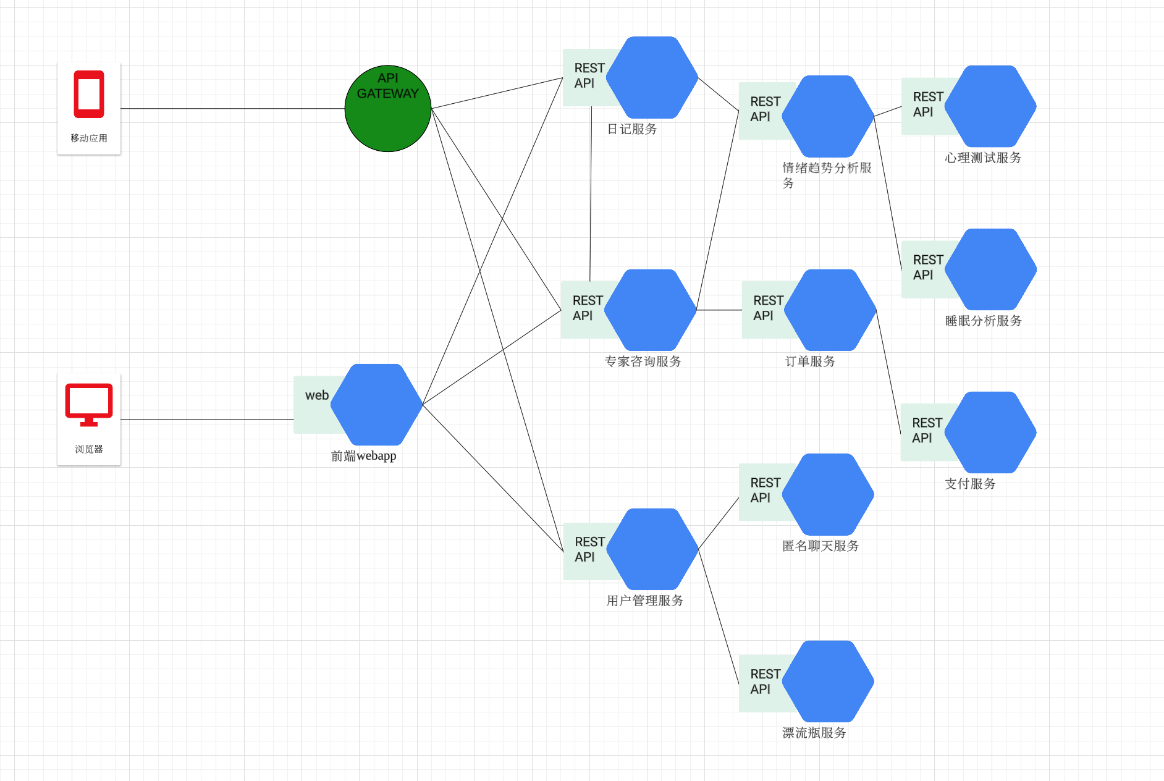 移动应用
API
GATEWAY
REST
API
日记服务
REST
API
情绪趋势分析服
务
REST
API
心理测试服务
REST
API
睡眠分析服务
REST
API
专家咨询服务
REST
API
订单服务
web
前端webapp
浏览器
REST
API
支付服务
REST
API
匿名聊天服务
REST
API
用户管理服务
REST
API
漂流瓶服务